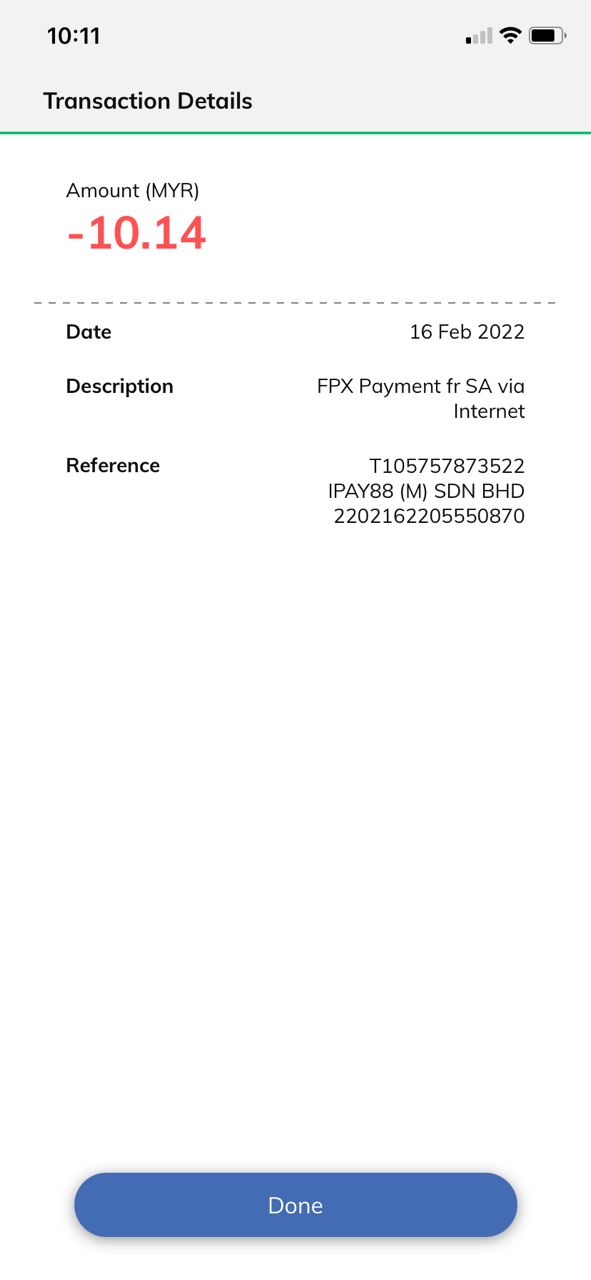 10:11
Transaction Details
Amount (MYR)
-10.14
Date
16 Feb 2022
Description
FPX Payment fr SA via
Internet
Reference
T105757873522
IPAY88 (M) SDN BHD
2202162205550870
Done